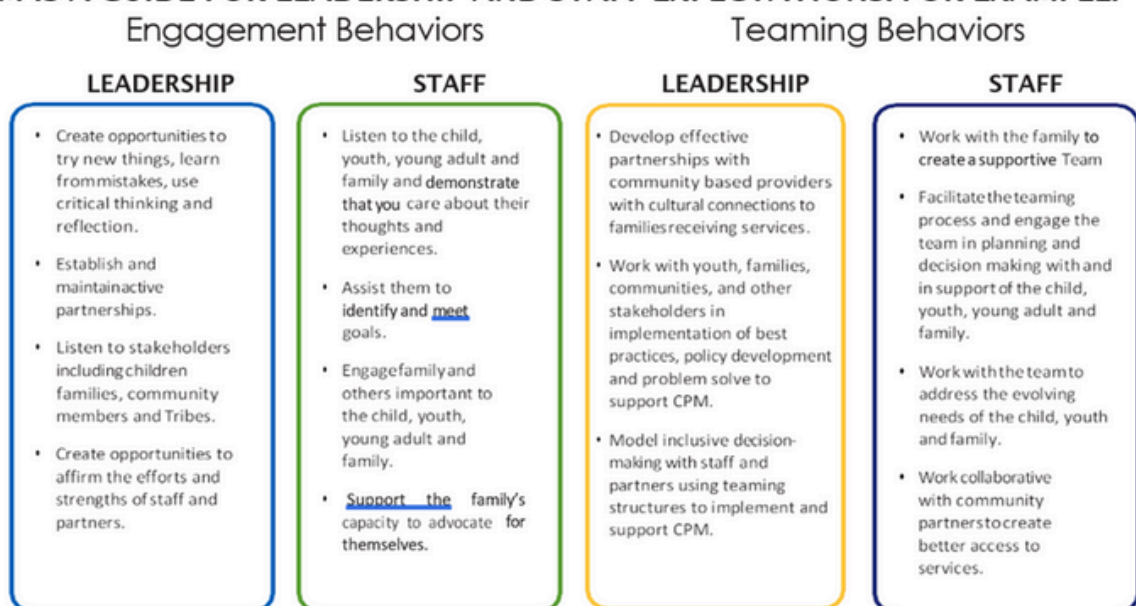 Engagement Behaviors
Teaming Behaviors
LEADERSHIP
• Create opportunities to
try new things, learn
frommistakes, use
critical thinking and
reflection.
• Establish and
maintainactive
partnerships.
• Listen to stakeholders
includingchildren
families, community
members and Tribes.
• Create opportunities to
affirm the efforts and
strengths of staff and
partners.
STAFF
• Listen to the child,
youth, young adult and
family and demonstrate
that you care about their
thoughts and
experiences.
• Assist them to
identify and meet
goals.
• Engagefamilyand
others important to
the child, youth,
young adult and
family.
• Support the family's
capacity to advocate for
themselves.
LEADERSHIP
• Develop effective
partnerships with
community based providers
with cultural connections to
familiesreceiving services.
• Work with youth, families,
communities, and other
stakeholders in
implementation of best
practices, policy development
and problem solve to
support CPM.
• Model inclusive decision-
making with staff and
partners using teaming
structures to implement and
support CPM.
STAFF
• Work with the family to
create a supportive Team
• Facilitatetheteaming
process and engage the
team in planning and
decision making withand
in supportof the child,
youth, young adult and
family.
• Workwiththeteamto
address the evolving
needs of the child, youth
and family.
• Workcollaborative
with community
partnerstocreate
better access to
services.